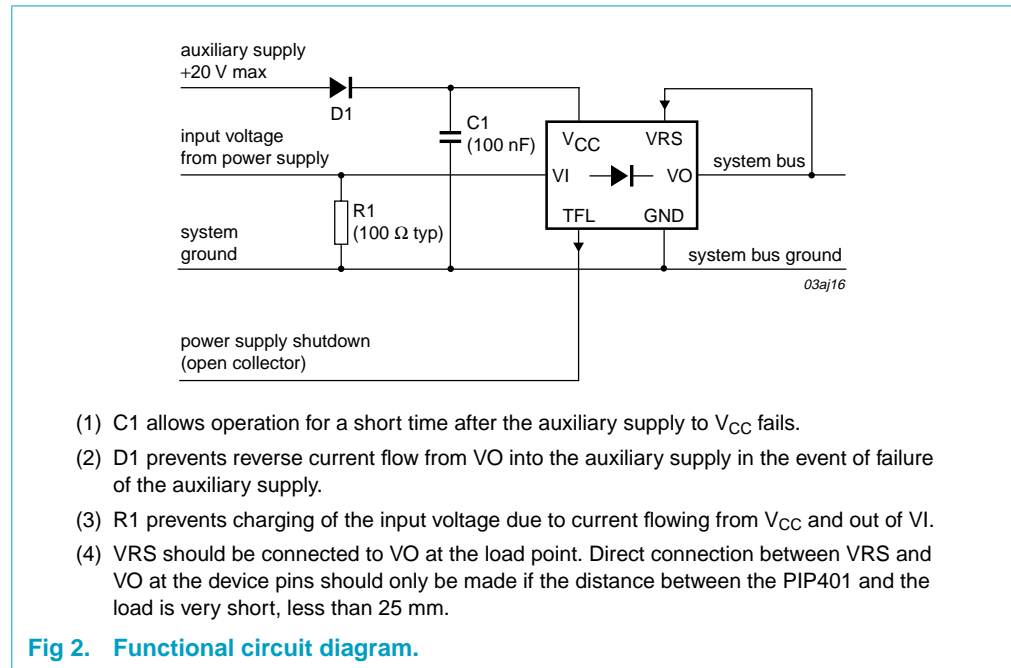 auxiliary supply
+20 V max
D1
C1
(100 nF)
input voltage
from power supply
VCC
VRS
VI
VO
system bus
TFL
GND
R1
(100 Ω typ)
system
ground
system bus ground
03aj16
power supply shutdown
(open collector)
(1) C1 allows operation for a short time after the auxiliary supply to VCC fails.
(2) D1 prevents reverse current flow from VO into the auxiliary supply in the event of failure
of the auxiliary supply.
(3) R1 prevents charging of the input voltage due to current flowing from VCC and out of VI.
(4) VRS should be connected to VO at the load point. Direct connection between VRS and
VO at the device pins should only be made if the distance between the PIP401 and the
load is very short, less than 25 mm.
Fig 2. Functional circuit diagram.